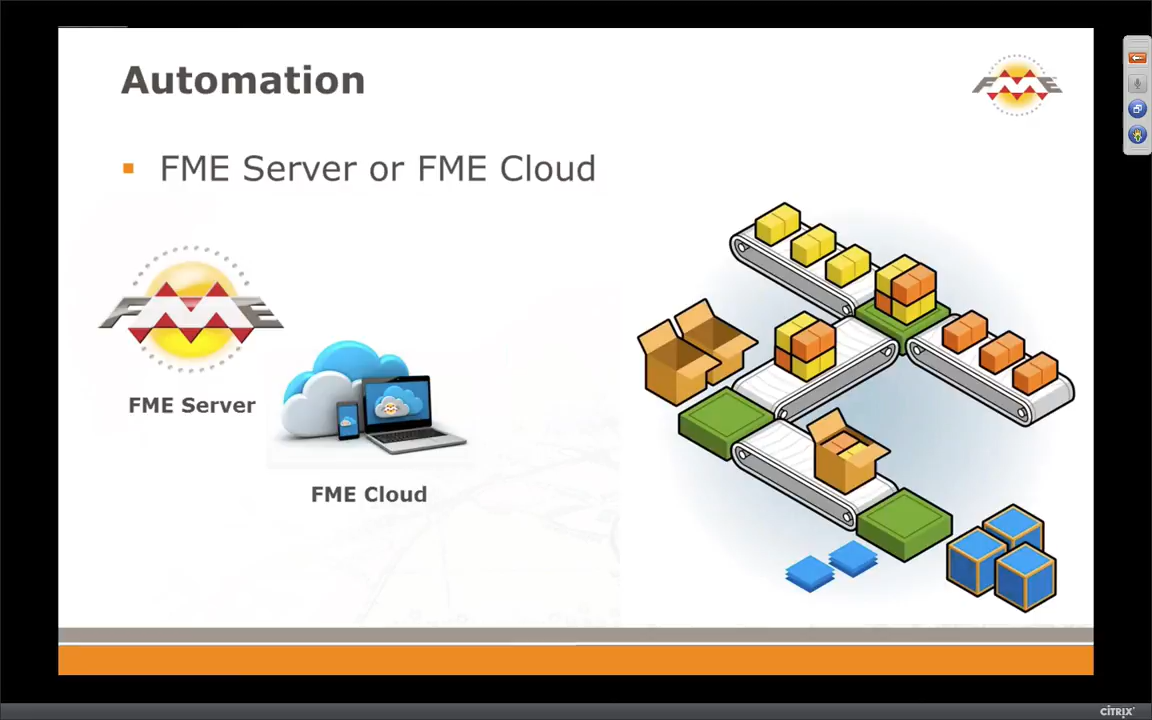 Automation
FME
FME Server or FME Cloud
FME
FME Server
FME Cloud
CITRIX